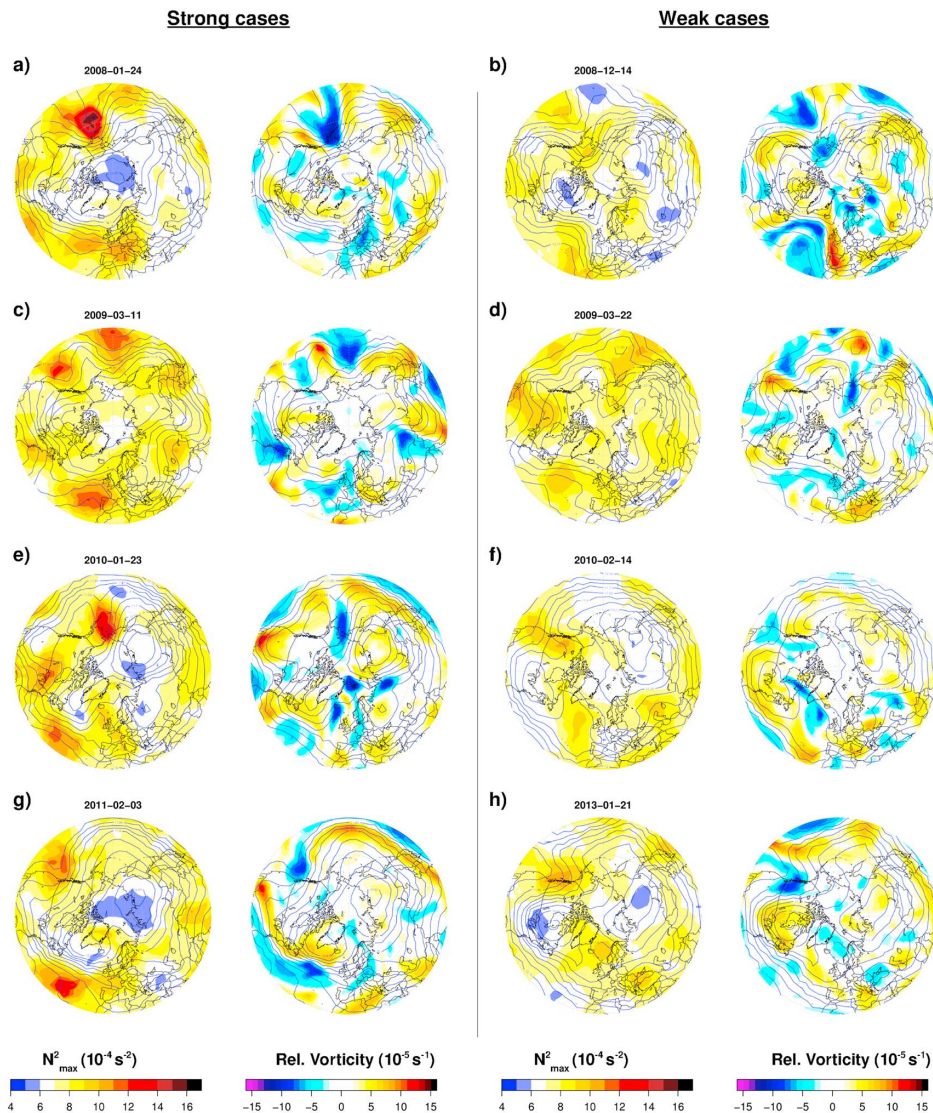 Strong cases
Weak cases
a)
2008-01-24
b)
2008-12-14
c)
2009-03-11
d)
2009-03-22
e)
2010-01-23
f)
2010-02-14
g)
2011-02-03
h)
2013-01-21
N²max (10⁻⁴ s⁻²)
Rel. Vorticity (10⁻⁵ s⁻¹)
N²max (10⁻⁴ s⁻²)
Rel. Vorticity (10⁻⁵ s⁻¹)
4 6 8 10 12 14 16
−15 −10 −5 0 5 10 15
4 6 8 10 12 14 16
−15 −10 −5 0 5 10 15